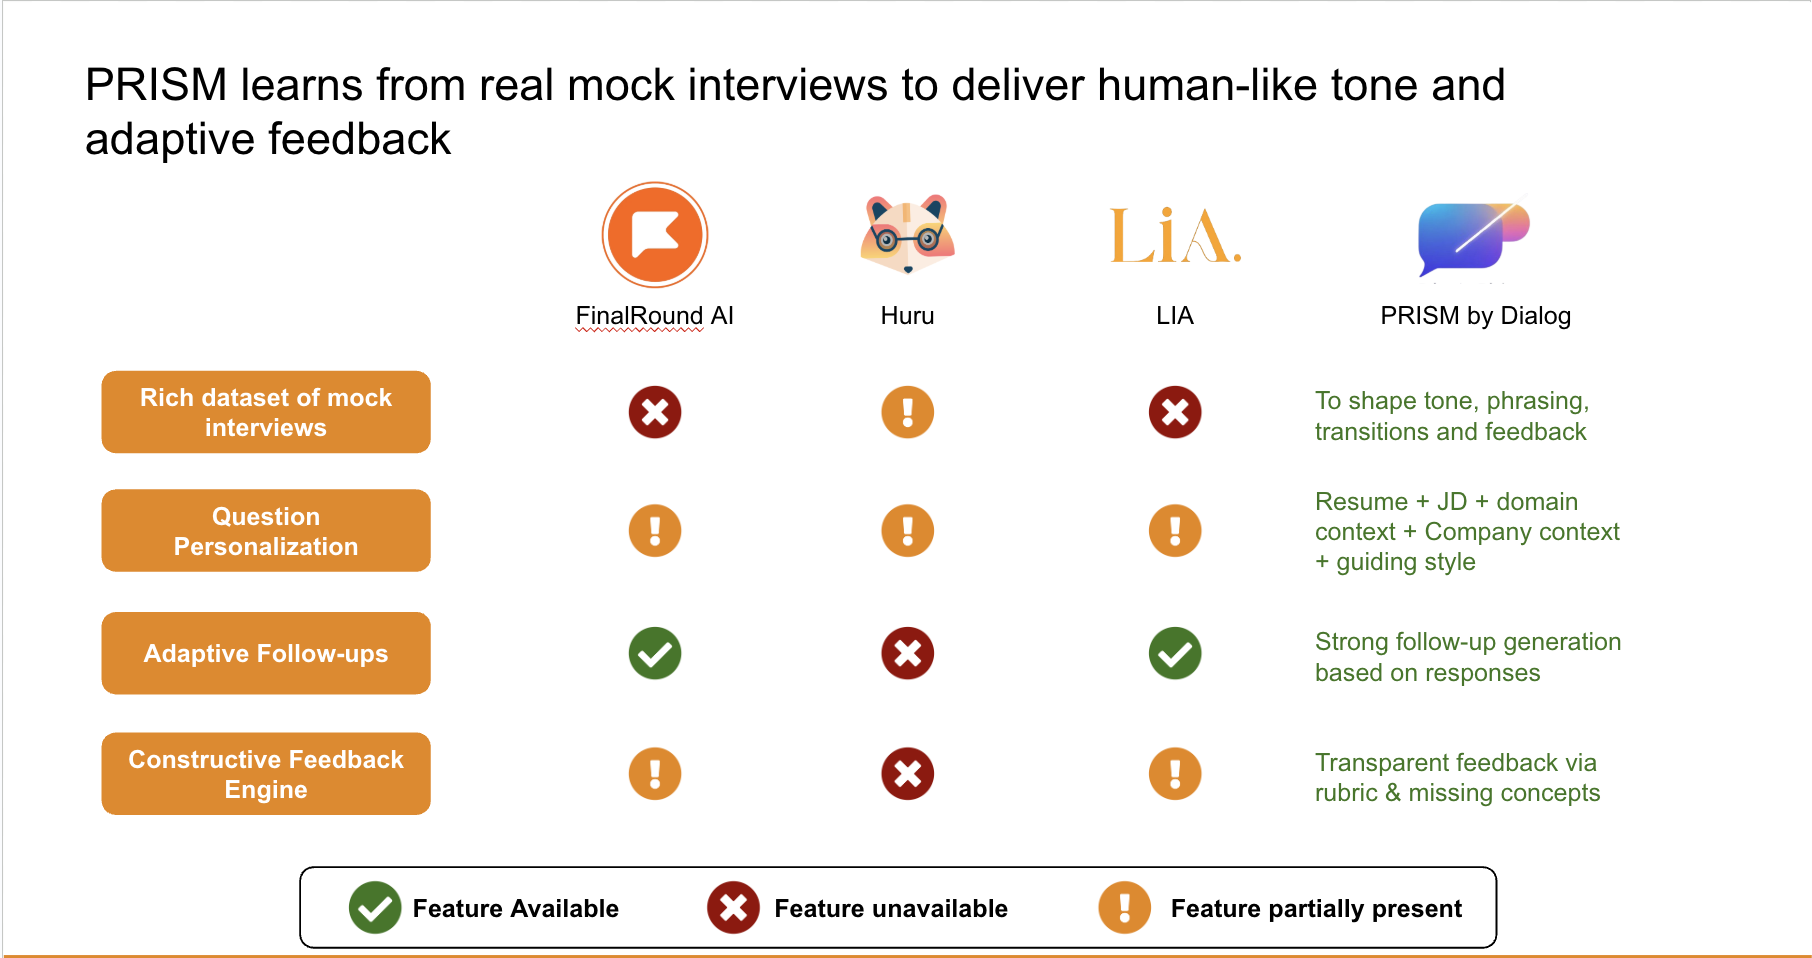 PRISM learns from real mock interviews to deliver human-like tone and
adaptive feedback
LiA.
FinalRound AI
Huru
LIA
PRISM by Dialog
Rich dataset of mock
interviews
To shape tone, phrasing,
transitions and feedback
Question
Personalization
Resume + JD + domain
context + Company context
+ guiding style
Adaptive Follow-ups
Strong follow-up generation
based on responses
Constructive Feedback
Engine
Transparent feedback via
rubric & missing concepts
Feature Available
Feature unavailable
Feature partially present